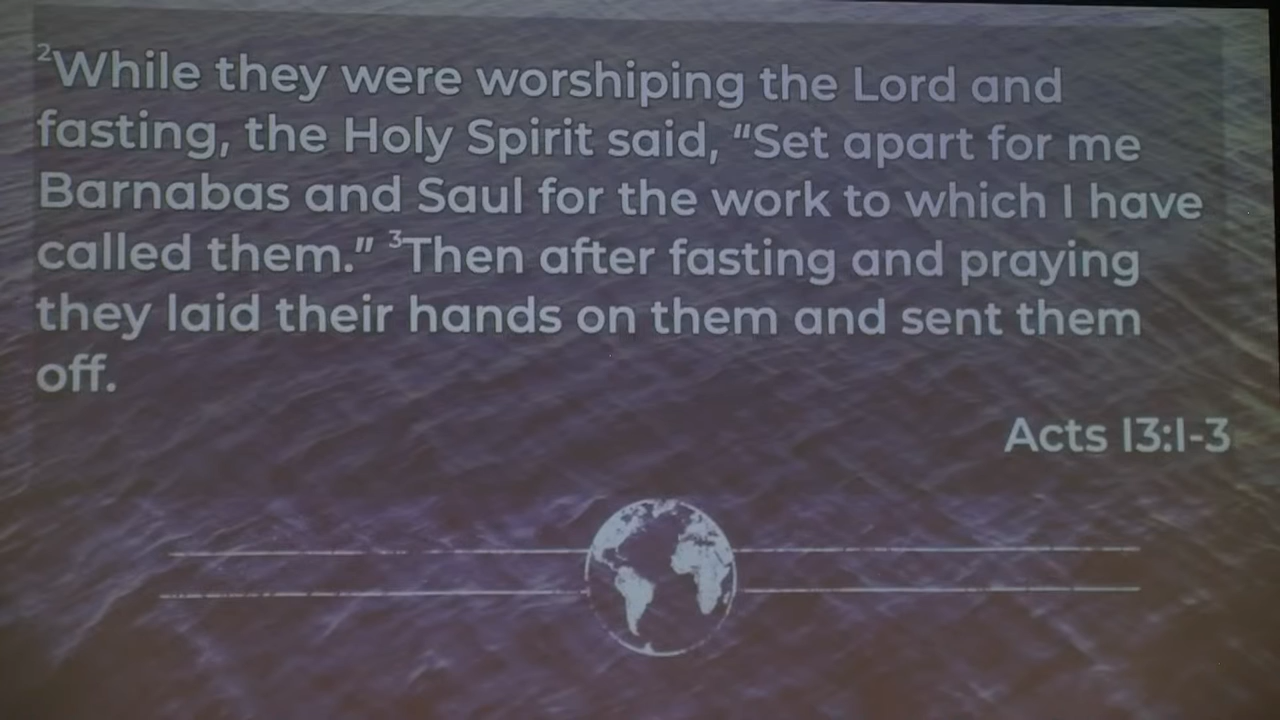 ²While they were worshiping the Lord and
fasting, the Holy Spirit said, “Set apart for me
Barnabas and Saul for the work to which I have
called them.” ³Then after fasting and praying
they laid their hands on them and sent them
off.
Acts 13:1-3